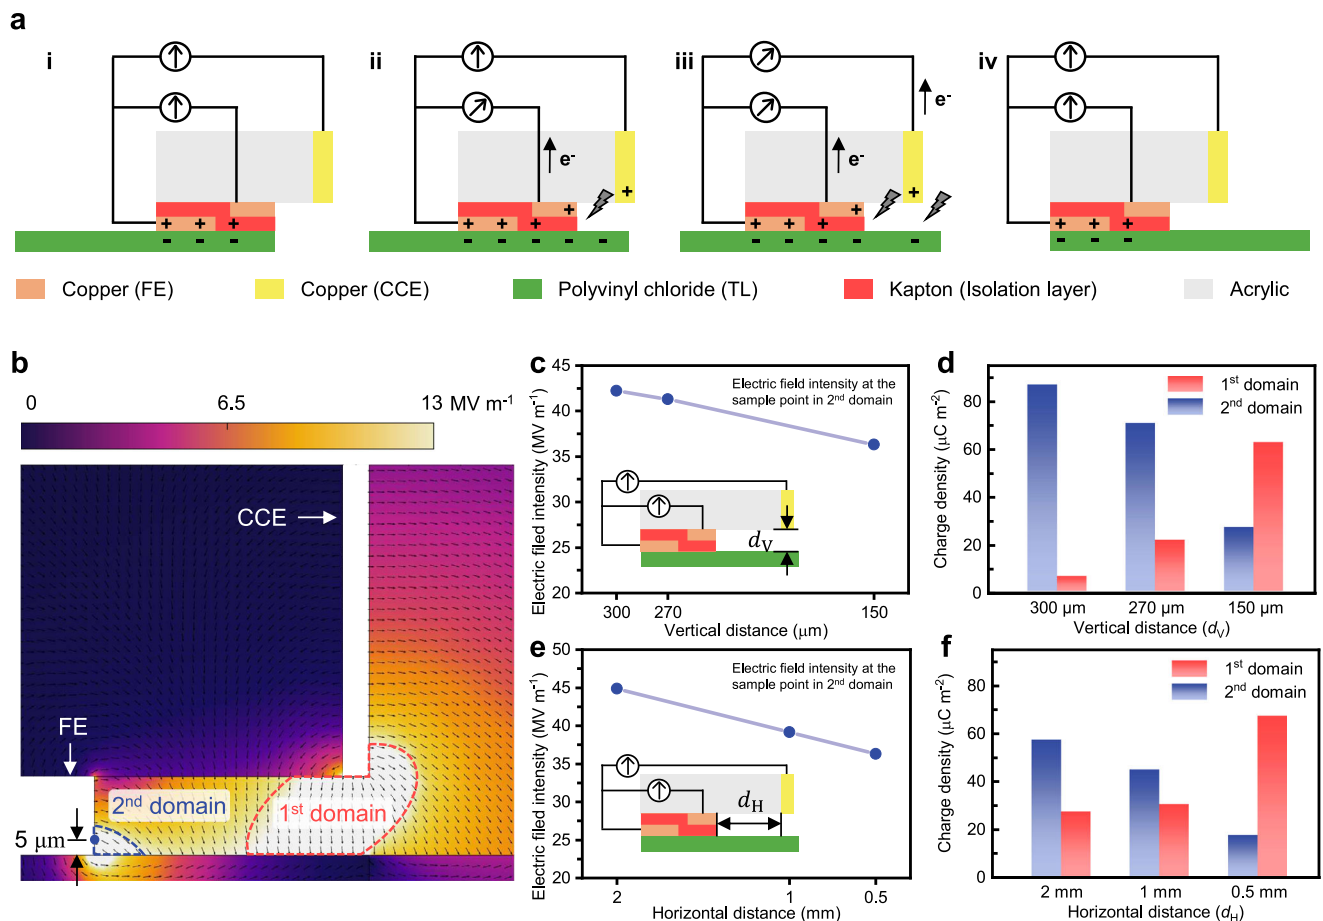 a
i
ii
iii
iv
e-
e-
e-
+ + +
- - -
+
+
+ + +
- - - - -
+
+
+ + +
- - - -
+ + +
- - -
Copper (FE)
Copper (CCE)
Polyvinyl chloride (TL)
Kapton (Isolation layer)
Acrylic
b
0 6.5 13 MV m-1
CCE
FE
2nd domain
1st domain
5 μm
c
Electric filed intensity (MV m-1)
45
40
35
30
25
20
Electric field intensity at the
sample point in 2nd domain
dV
300 270 150
Vertical distance (μm)
d
Charge density (μC m-2)
80
60
40
20
0
1st domain
2nd domain
300 μm 270 μm 150 μm
Vertical distance (dV)
e
Electric filed intensity (MV m-1)
50
45
40
35
30
25
20
Electric field intensity at the
sample point in 2nd domain
dH
2 1 0.5
Horizontal distance (mm)
f
Charge density (μC m-2)
80
60
40
20
0
1st domain
2nd domain
2 mm 1 mm 0.5 mm
Horizontal distance (dH)